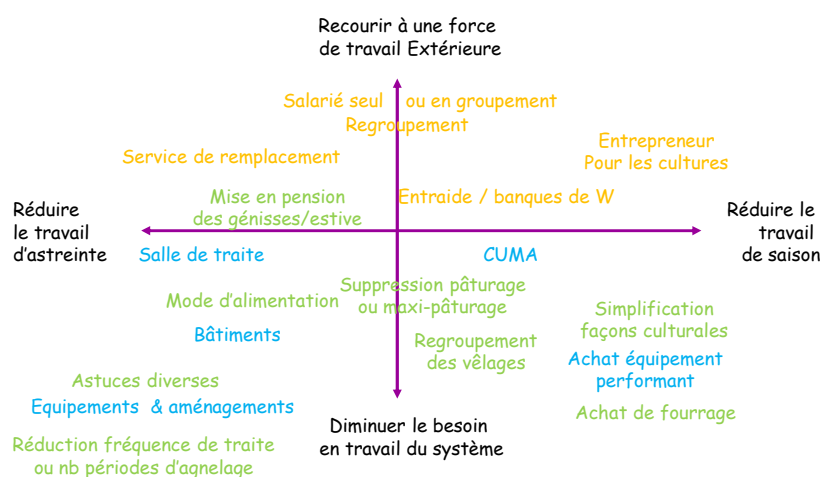 Recourir à une force
de travail Extérieure
Salarié seul ou en groupement
Regroupement
Entrepreneur
Pour les cultures
Service de remplacement
Mise en pension
des génisses/estive
Entraide / banques de W
Réduire
le travail
d'astreinte
Réduire le
travail
de saison
Salle de traite
CUMA
Suppression pâturage
ou maxi-pâturage
Mode d'alimentation
Simplification
façons culturales
Bâtiments
Regroupement
des vêlages
Achat équipement
performant
Astuces diverses
Equipements & aménagements
Achat de fourrage
Diminuer le besoin
en travail du système
Réduction fréquence de traite
ou nb périodes d'agnelage